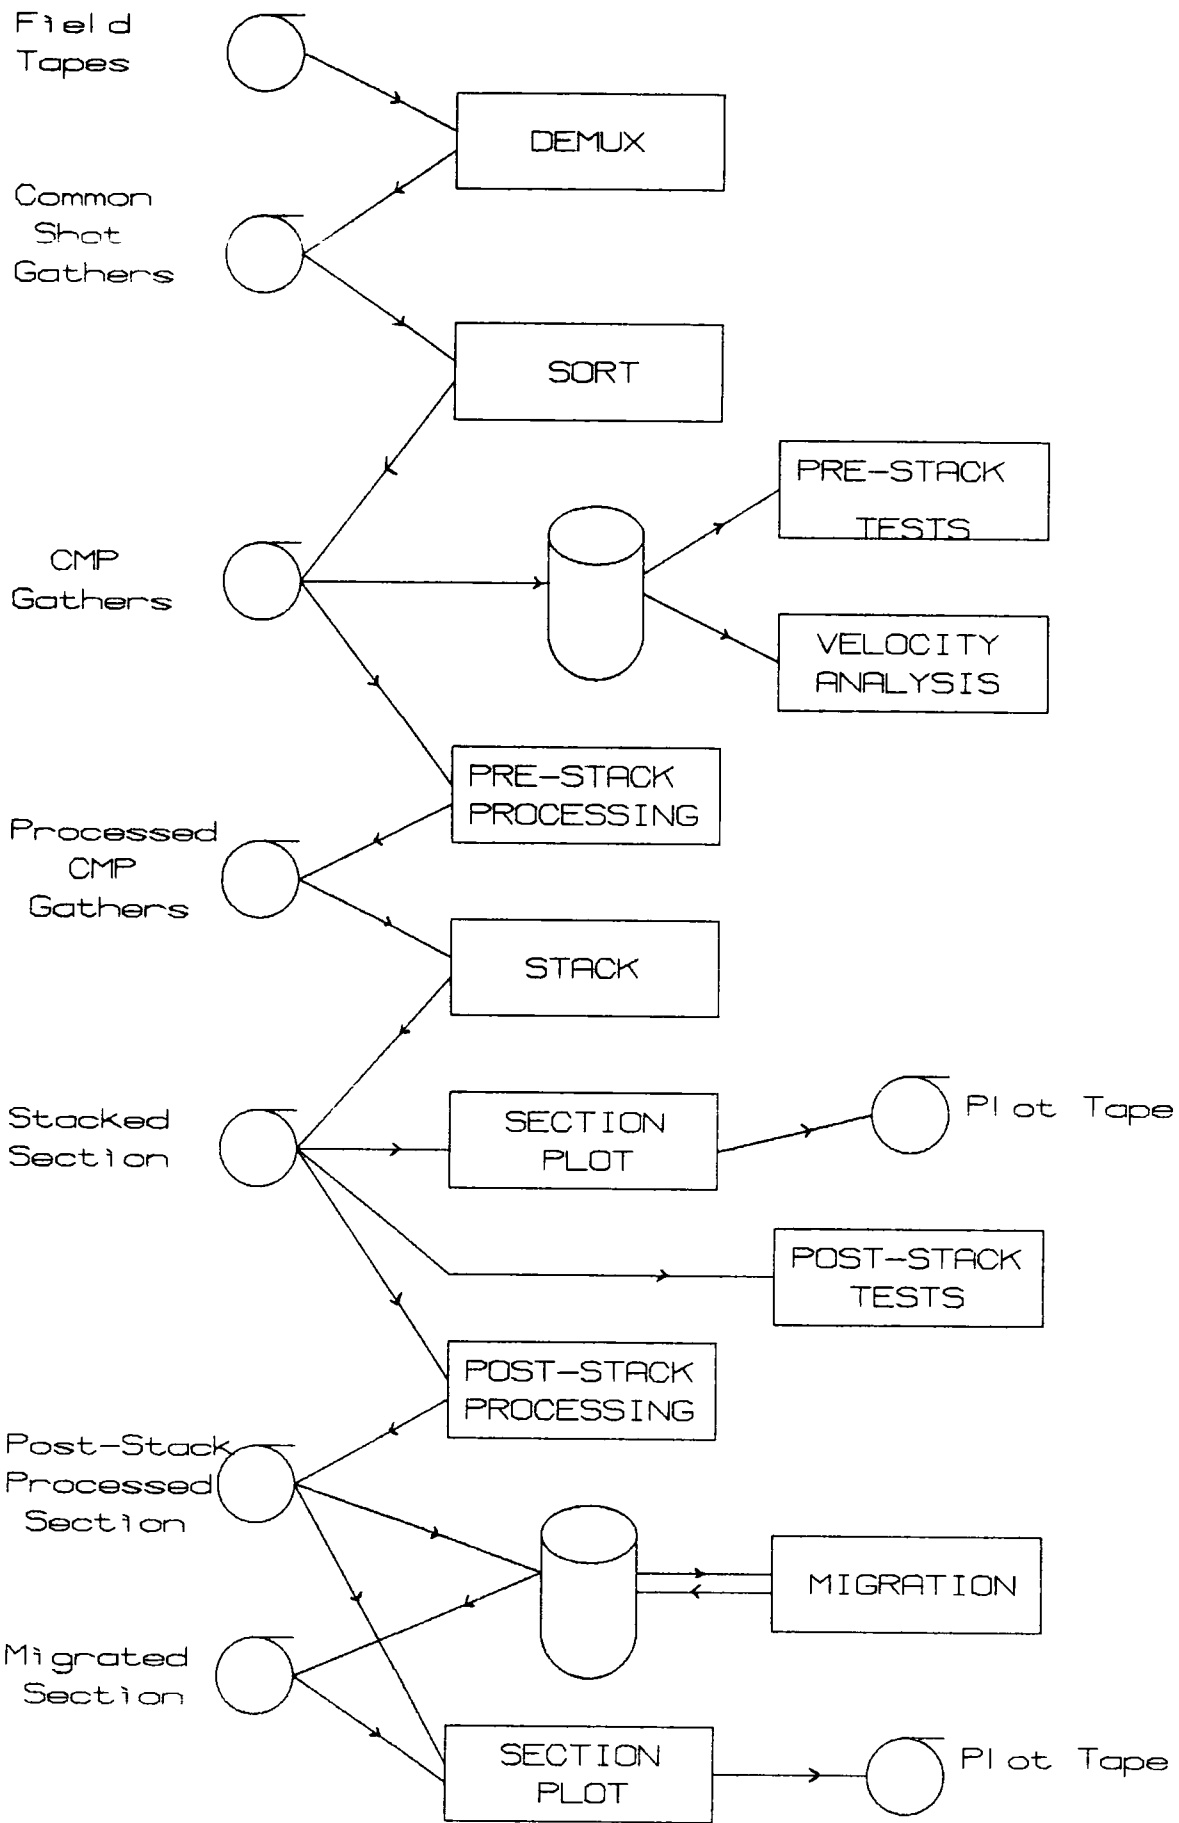 Field
Tapes
DEMUX
Common
Shot
Gathers
SORT
PRE-STACK
TESTS
CMP
Gathers
VELOCITY
ANALYSIS
PRE-STACK
PROCESSING
Processed
CMP
Gathers
STACK
Stacked
Section
SECTION
PLOT
Plot Tape
POST-STACK
TESTS
POST-STACK
PROCESSING
Post-Stack
Processed
Section
MIGRATION
Migrated
Section
SECTION
PLOT
Plot Tape